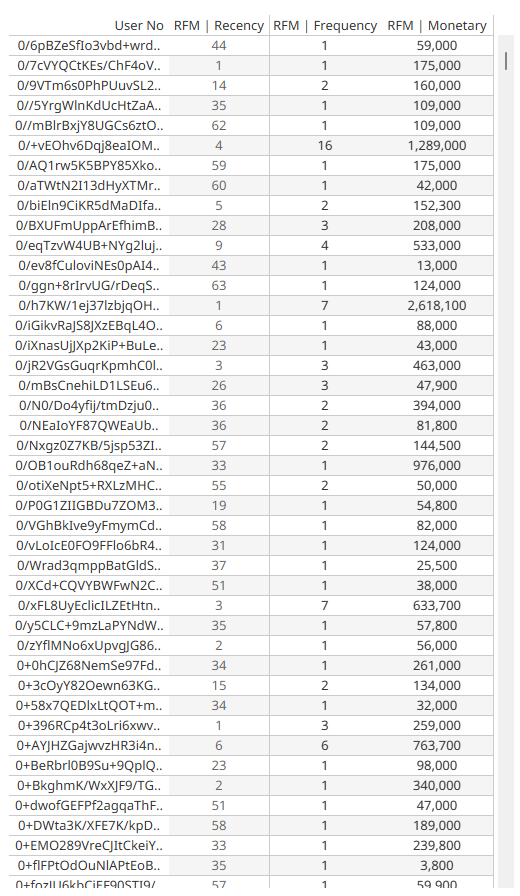 User No RFM | Recency RFM | Frequency RFM | Monetary
0/6pBZeSfIo3vbd+wrd.. 44 1 59,000
0/7cVYQCtKEs/ChF4oV.. 1 1 175,000
0/9VTm6s0PhPUuvSL2.. 14 2 160,000
0//5YrgWlnKdUcHtZaA.. 35 1 109,000
0//mBlrBxjY8UGCs6ztO.. 62 1 109,000
0/+vEOhv6Dqj8eaIOM.. 4 16 1,289,000
0/AQ1rw5K5BPY85Xko.. 59 1 175,000
0/aTWtN2I13dHyXTMr.. 60 1 42,000
0/biEln9CiKR5dMaDIfa.. 5 2 152,300
0/BXUFmUppArEfhimB.. 28 3 208,000
0/eqTzvW4UB+NYg2luj.. 9 4 533,000
0/ev8fCuloviNEs0pAI4.. 43 1 13,000
0/ggn+8rIrvUG/rDeqS.. 63 1 124,000
0/h7KW/1ej37lzbjqOH.. 1 7 2,618,100
0/iGikvRaJS8JXzEBqL4O.. 6 1 88,000
0/iXnasUjJXp2KiP+BuLe.. 23 1 43,000
0/jR2VGsGuqrKpmhC0l.. 3 3 463,000
0/mBsCnehiLD1LSEu6.. 26 3 47,900
0/N0/Do4yfij/tmDzju0.. 36 2 394,000
0/NEaIoYF87QWEaUb.. 36 2 81,800
0/Nxgz0Z7KB/5jsp53ZI.. 57 2 144,500
0/OB1ouRdh68qeZ+aN.. 33 1 976,000
0/otiXeNpt5+RXLzMHC.. 55 2 50,000
0/P0G1ZIIGBDu7ZOM3.. 19 1 54,800
0/VGhBkIve9yFmymCd.. 58 1 82,000
0/vLoIcE0FO9FFlo6bR4.. 31 1 124,000
0/Wrad3qmppBatGldS.. 37 1 25,500
0/XCd+CQVYBWFwN2C.. 51 1 38,000
0/xFL8UyEclicILZEtHtn.. 3 7 633,700
0/y5CLC+9mzLaPYNdW.. 35 1 57,800
0/zYflMNo6xUpvgJG86.. 2 1 56,000
0+0hCJZ68NemSe97Fd.. 34 1 261,000
0+3cOyY82Oewn63KG.. 15 2 134,000
0+58x7QEDlxLtQOT+m.. 34 1 32,000
0+396RCp4t3oLri6xwv.. 1 3 259,000
0+AYJHZGajwvzHR3i4n.. 6 6 763,700
0+BeRbrl0B9Su+9QplQ.. 23 1 98,000
0+BkghmK/WxXJF9/TG.. 2 1 340,000
0+dwofGEFPf2agqaThF.. 51 1 47,000
0+DWta3K/XFE7K/kpD.. 58 1 189,000
0+EMO289VreCJItCkeiY.. 33 1 239,800
0+flFPtOdOuNlAPtEoB.. 35 1 3,800
57 1 59,900